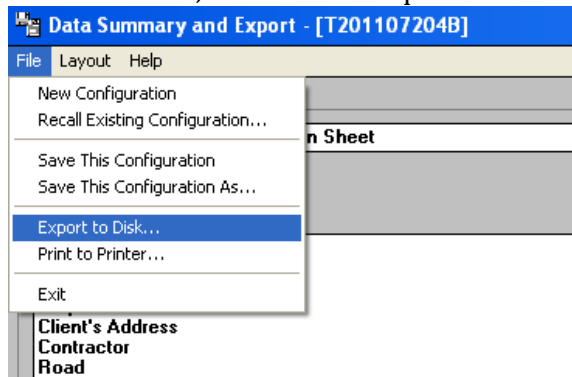 Data Summary and Export - [T201107204B]
File Layout Help
New Configuration
Recall Existing Configuration...
n Sheet
Save This Configuration
Save This Configuration As...
Export to Disk...
Print to Printer...
Exit
Client's Address
Contractor
Road